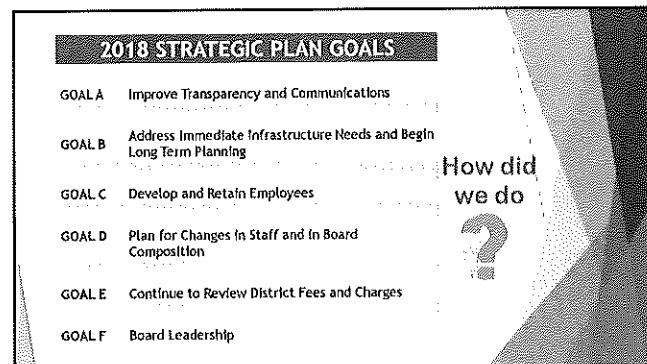 2018 STRATEGIC PLAN GOALS
GOAL A Improve Transparency and Communications
GOAL B Address Immediate Infrastructure Needs and Begin
Long Term Planning
GOAL C Develop and Retain Employees
GOAL D Plan for Changes in Staff and in Board
Composition
GOAL E Continue to Review District Fees and Charges
GOAL F Board Leadership
How did
we do
?